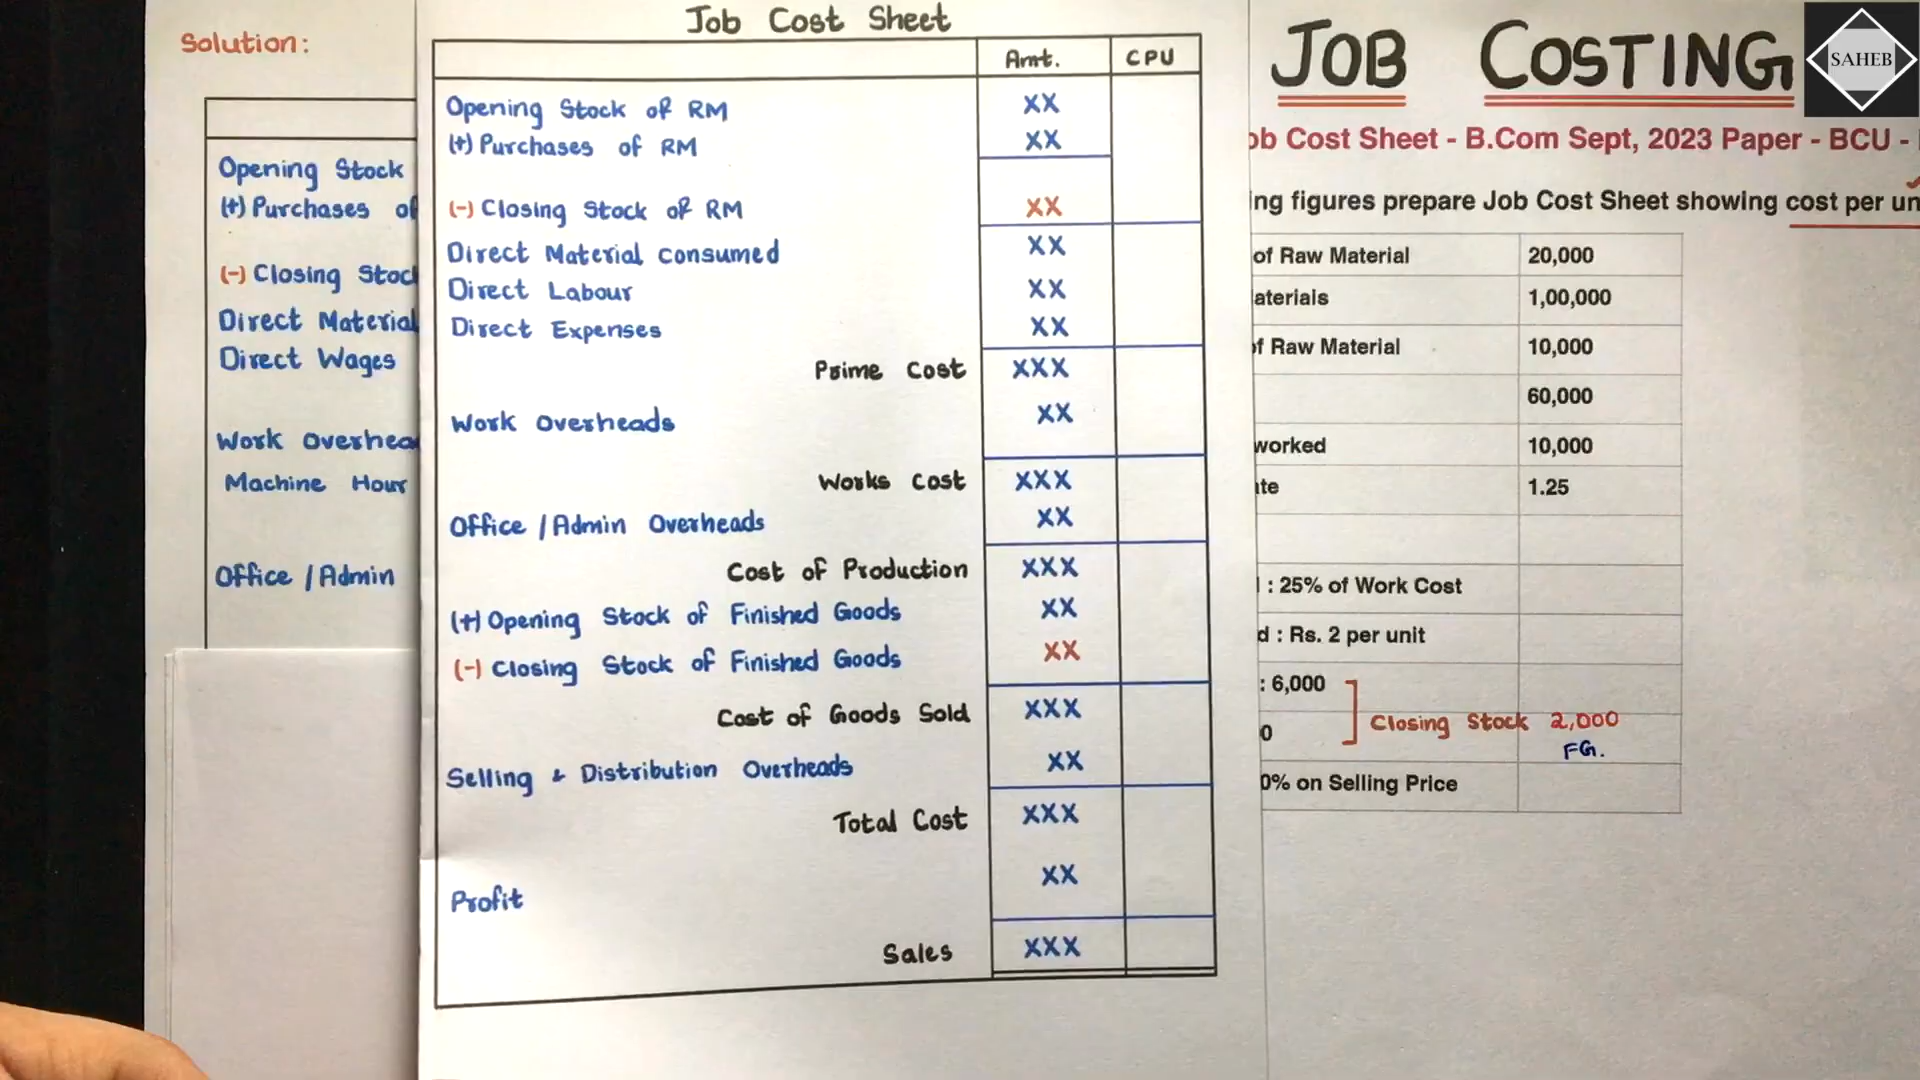 Solution:
Opening Stock
(+) Purchases of
(-) Closing Stoc
Direct Material
Direct Wages
Work Overhea
Machine Hour
Office / Admin
Job Cost Sheet
Amt. CPU
Opening Stock of RM XX
(+) Purchases of RM XX
(-) Closing Stock of RM XX
Direct Material consumed XX
Direct Labour XX
Direct Expenses XX
Prime Cost XXX
Work Overheads XX
Works Cost XXX
Office / Admin Overheads XX
Cost of Production XXX
(+) Opening Stock of Finished Goods XX
(-) Closing Stock of Finished Goods XX
Cost of Goods Sold XXX
Selling & Distribution Overheads XX
Total Cost XXX
Profit XX
Sales XXX
JOB COSTING
SAHEB
ob Cost Sheet - B.Com Sept, 2023 Paper - BCU -
ng figures prepare Job Cost Sheet showing cost per un
of Raw Material 20,000
aterials 1,00,000
f Raw Material 10,000
60,000
worked 10,000
te 1.25
: 25% of Work Cost
d : Rs. 2 per unit
: 6,000
0
Closing Stock 2,000
FG.
0% on Selling Price